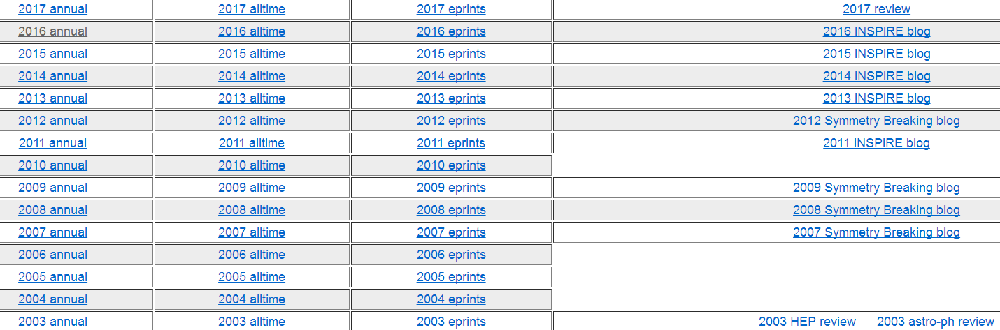 2017 annual 2017 alltime 2017 eprints 2017 review
2016 annual 2016 alltime 2016 eprints 2016 INSPIRE blog
2015 annual 2015 alltime 2015 eprints 2015 INSPIRE blog
2014 annual 2014 alltime 2014 eprints 2014 INSPIRE blog
2013 annual 2013 alltime 2013 eprints 2013 INSPIRE blog
2012 annual 2012 alltime 2012 eprints 2012 Symmetry Breaking blog
2011 annual 2011 alltime 2011 eprints 2011 INSPIRE blog
2010 annual 2010 alltime 2010 eprints
2009 annual 2009 alltime 2009 eprints 2009 Symmetry Breaking blog
2008 annual 2008 alltime 2008 eprints 2008 Symmetry Breaking blog
2007 annual 2007 alltime 2007 eprints 2007 Symmetry Breaking blog
2006 annual 2006 alltime 2006 eprints
2005 annual 2005 alltime 2005 eprints
2004 annual 2004 alltime 2004 eprints
2003 annual 2003 alltime 2003 eprints 2003 HEP review 2003 astro-ph review